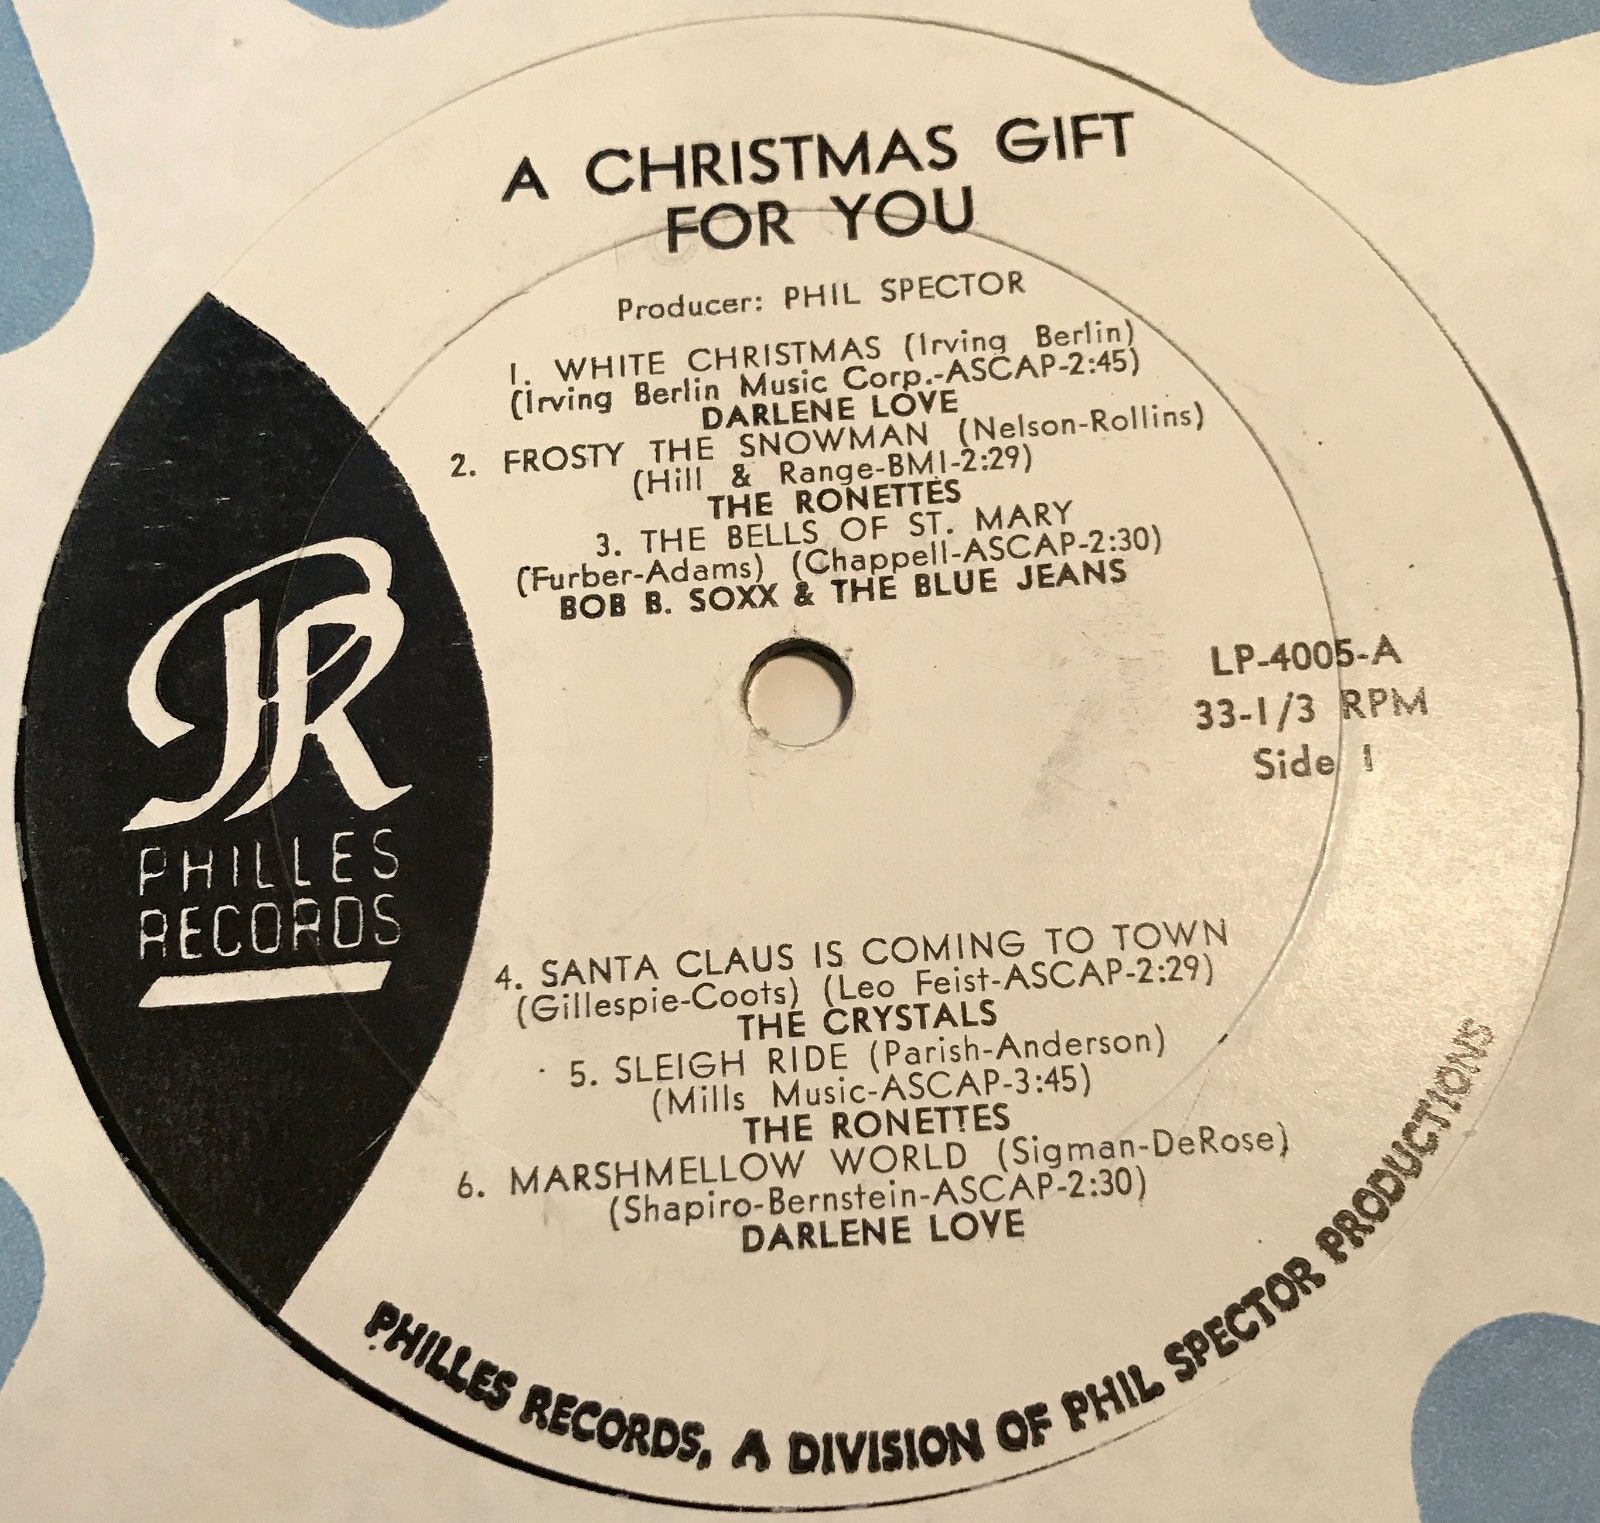 A CHRISTMAS GIFT
FOR YOU
Producer: PHIL SPECTOR
1. WHITE CHRISTMAS (Irving Berlin)
(Irving Berlin Music Corp.-ASCAP-2:45)
DARLENE LOVE
2. FROSTY THE SNOWMAN (Nelson-Rollins)
(Hill & Range-BMI-2:29)
THE RONETTES
3. THE BELLS OF ST. MARY
(Furber-Adams) (Chappell-ASCAP-2:30)
BOB B. SOXX & THE BLUE JEANS
LP-4005-A
33-1/3 RPM
Side 1
PR
PHILLES
RECORDS
4. SANTA CLAUS IS COMING TO TOWN
(Gillespie-Coots) (Leo Feist-ASCAP-2:29)
THE CRYSTALS
5. SLEIGH RIDE (Parish-Anderson)
(Mills Music-ASCAP-3:45)
THE RONETTES
6. MARSHMELLOW WORLD (Sigman-DeRose)
(Shapiro-Bernstein-ASCAP-2:30)
DARLENE LOVE
PHILLES RECORDS, A DIVISION OF PHIL SPECTOR PRODUCTIONS